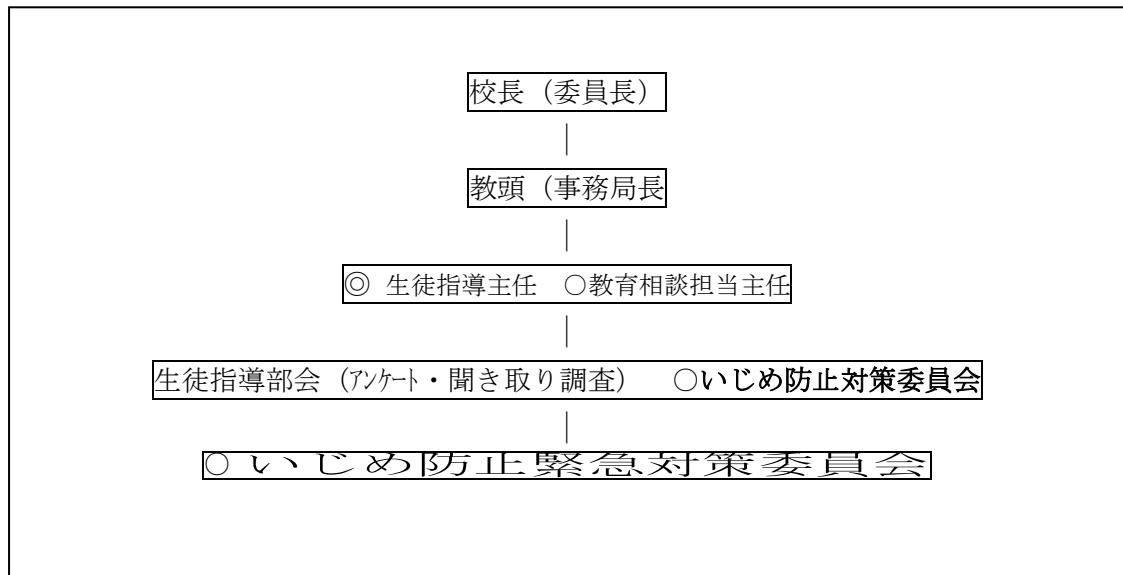 校長（委員長）
｜
教頭（事務局長
｜
◎ 生徒指導主任　○教育相談担当主任
｜
生徒指導部会（ｱﾝｹｰﾄ・聞き取り調査）　○いじめ防止対策委員会
｜
○いじめ防止緊急対策委員会